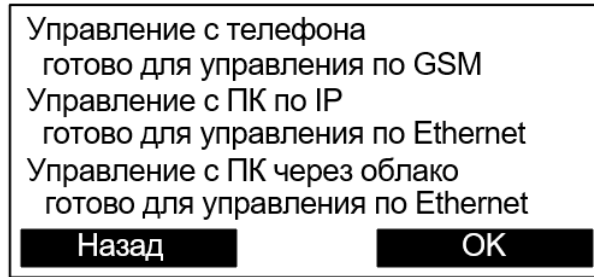 Управление с телефона
готово для управления по GSM
Управление с ПК по IP
готово для управления по Ethernet
Управление с ПК через облако
готово для управления по Ethernet
Назад OK